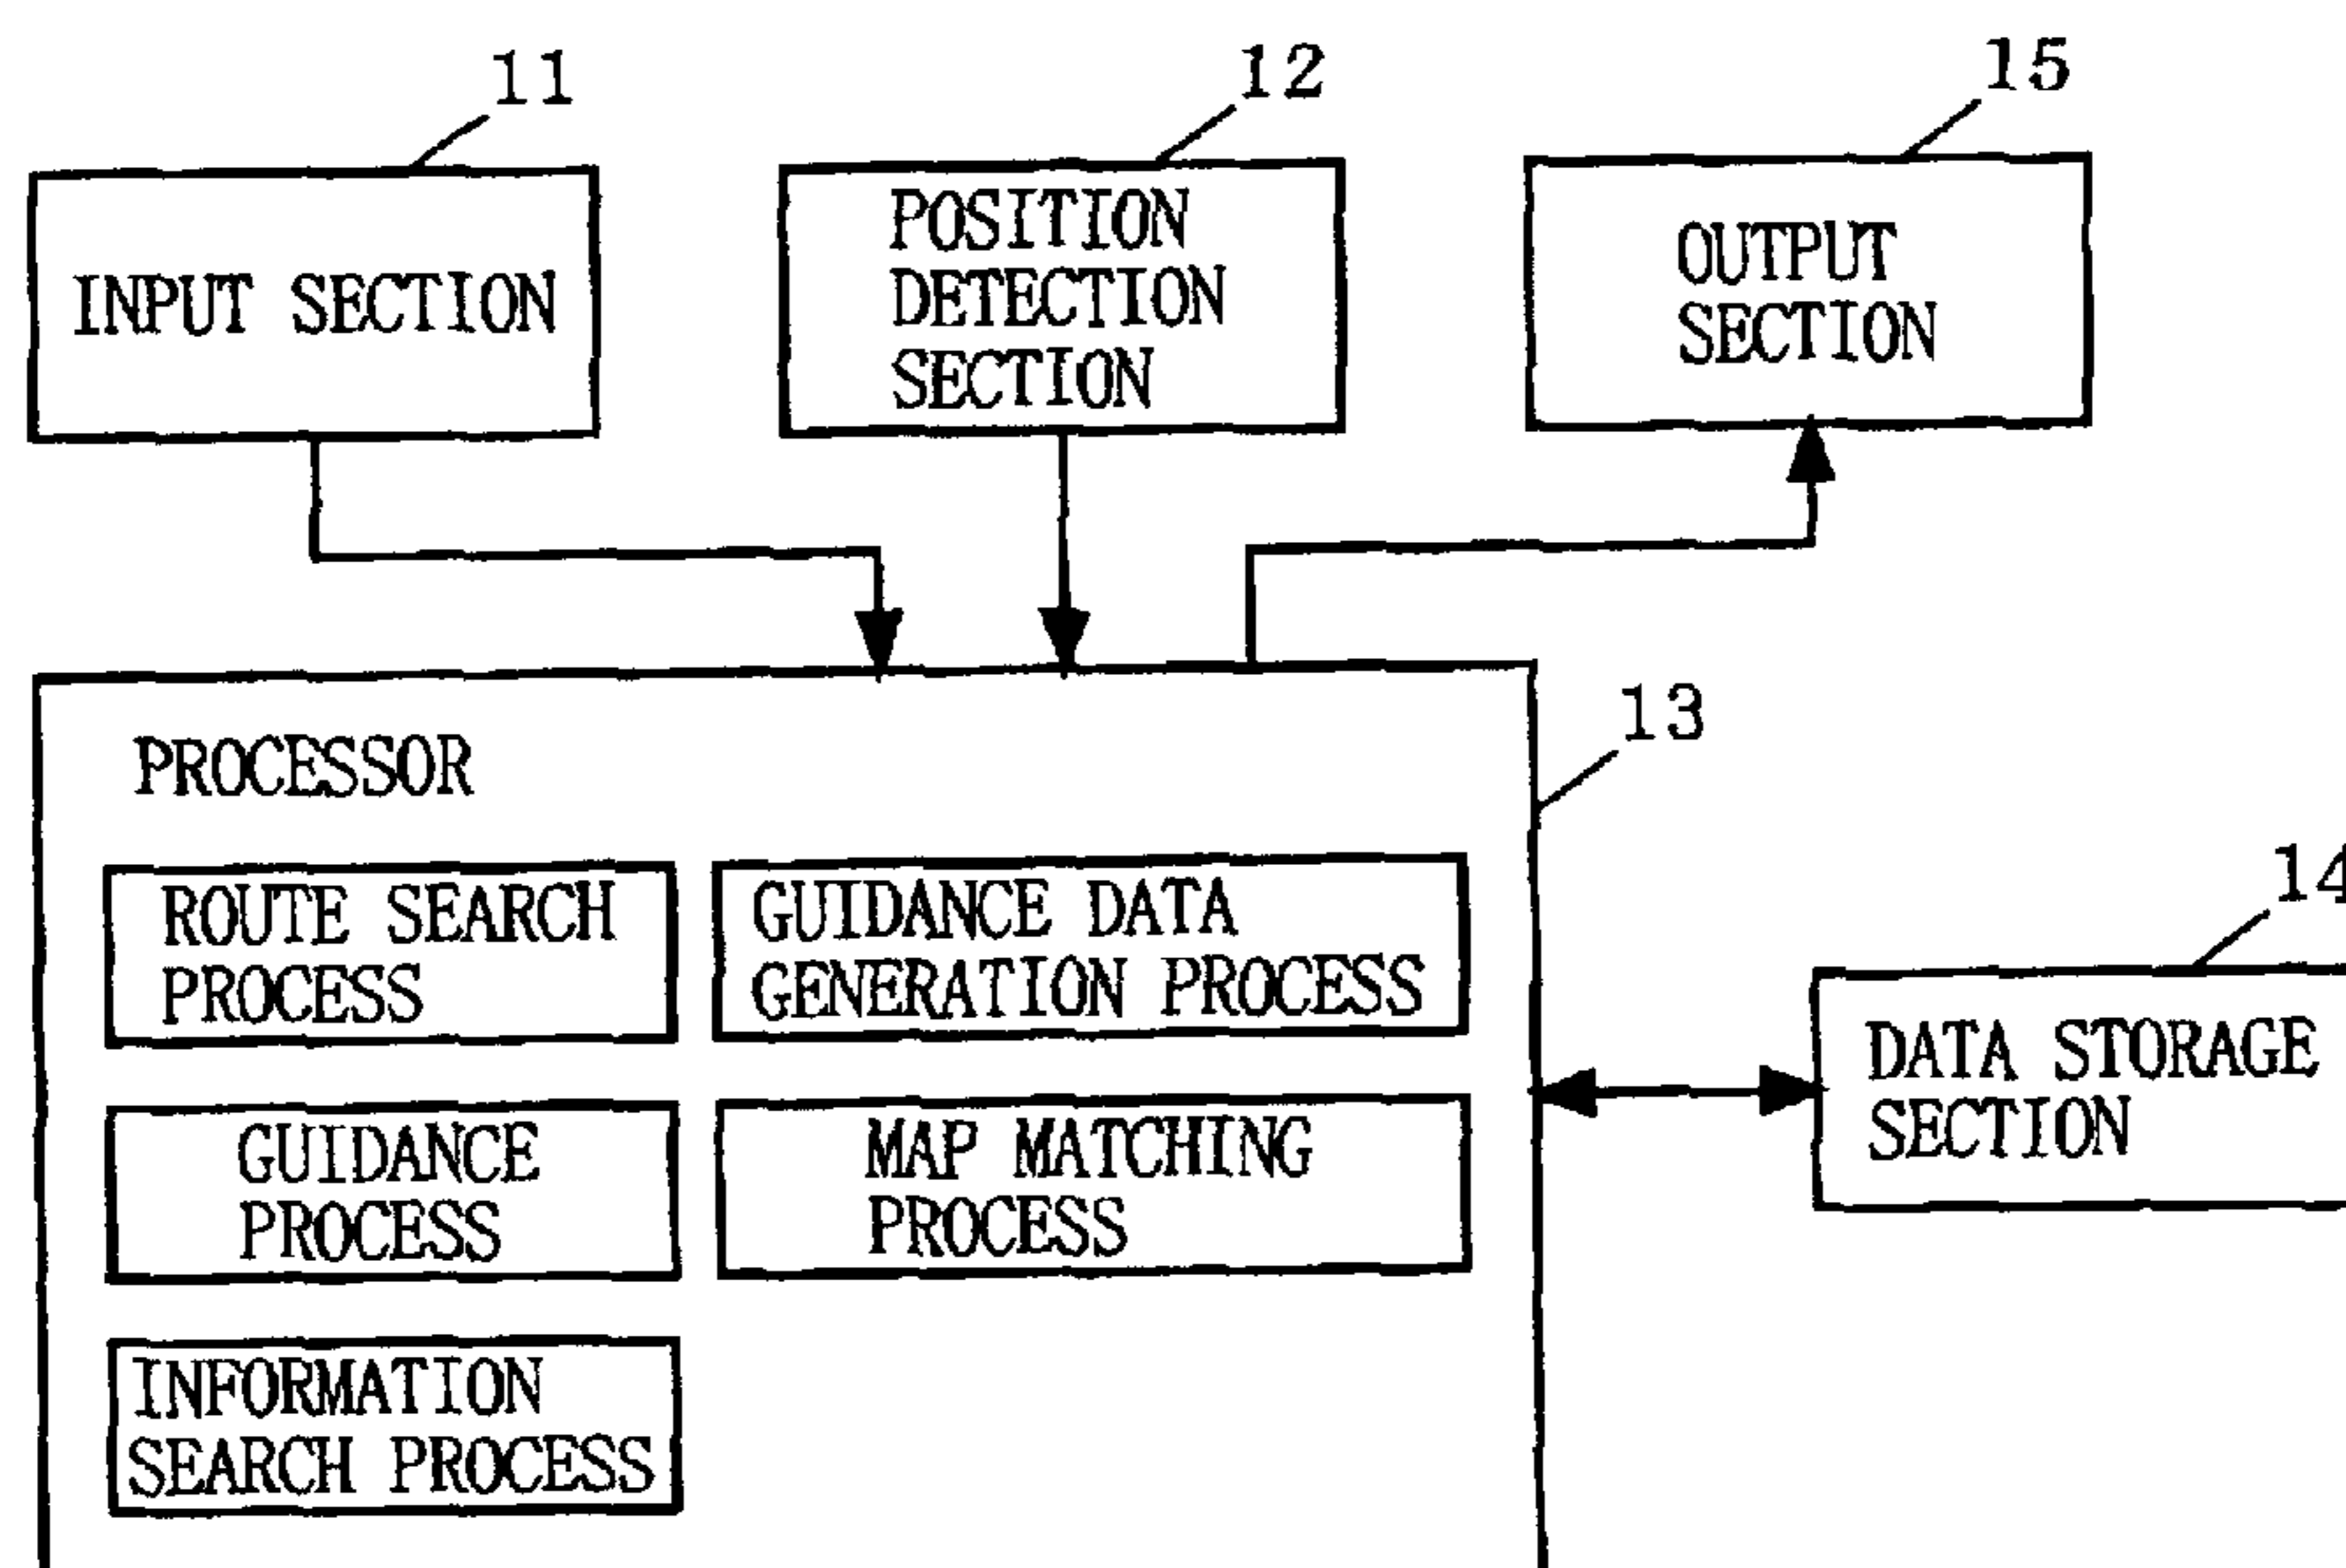 11
12
15
INPUT SECTION
POSITION
DETECTION
SECTION
OUTPUT
SECTION
13
PROCESSOR
14
ROUTE SEARCH
PROCESS
GUIDANCE DATA
GENERATION PROCESS
DATA STORAGE
SECTION
GUIDANCE
PROCESS
MAP MATCHING
PROCESS
INFORMATION
SEARCH PROCESS